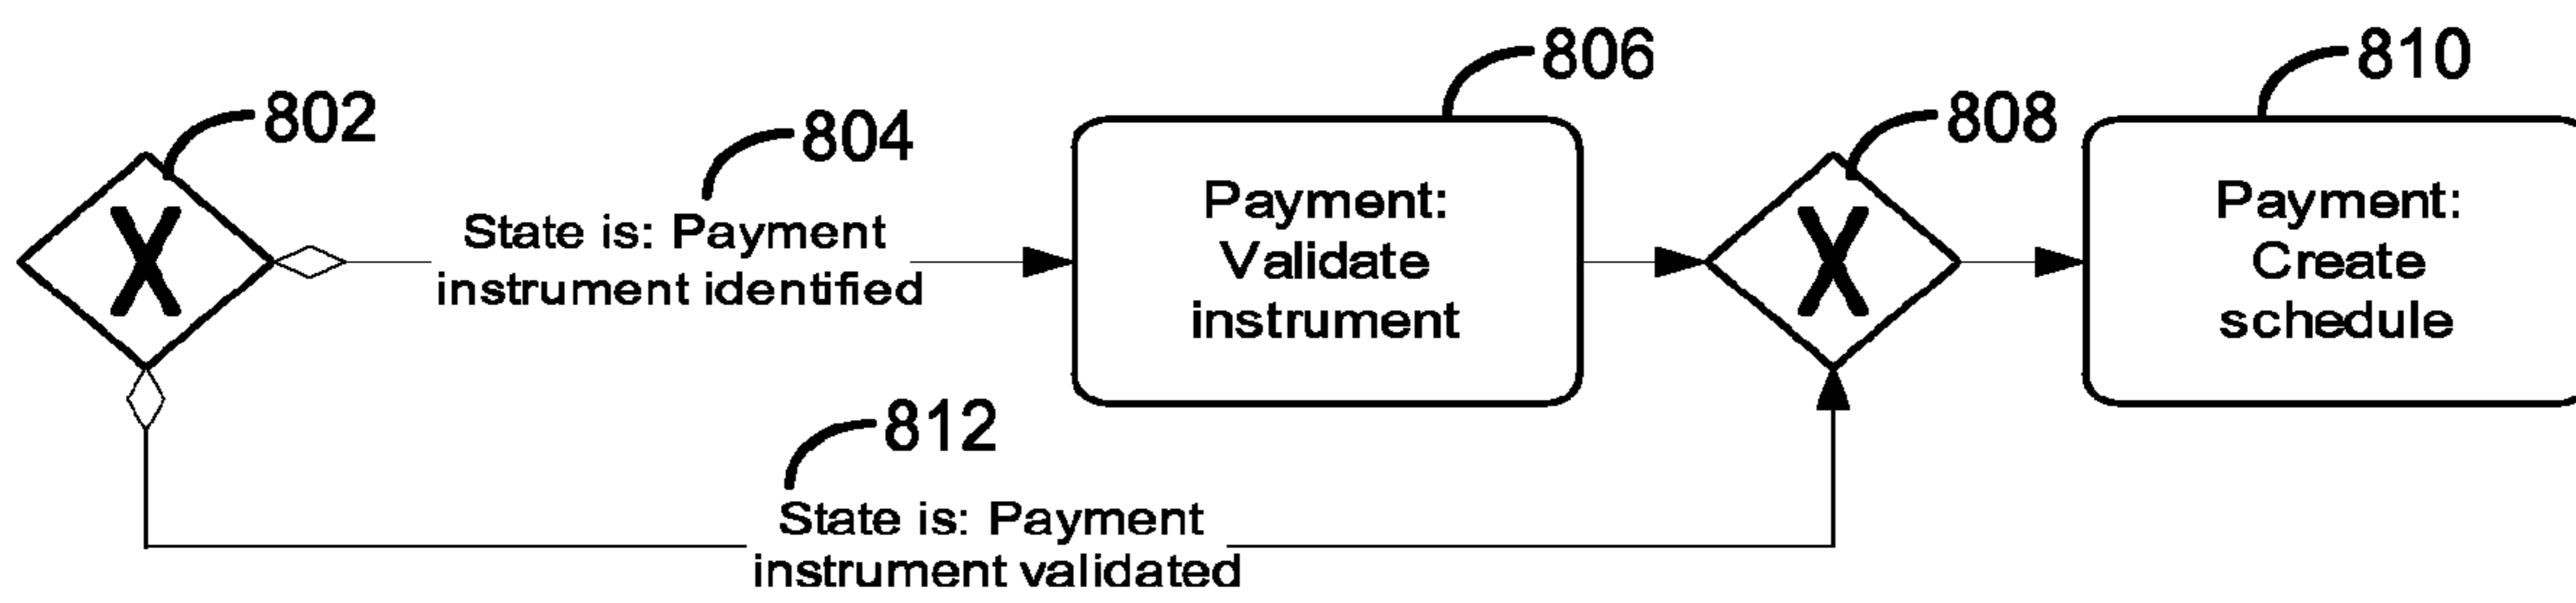 802
X
804
State is: Payment
instrument identified
806
Payment:
Validate
instrument
808
X
810
Payment:
Create
schedule
812
State is: Payment
instrument validated